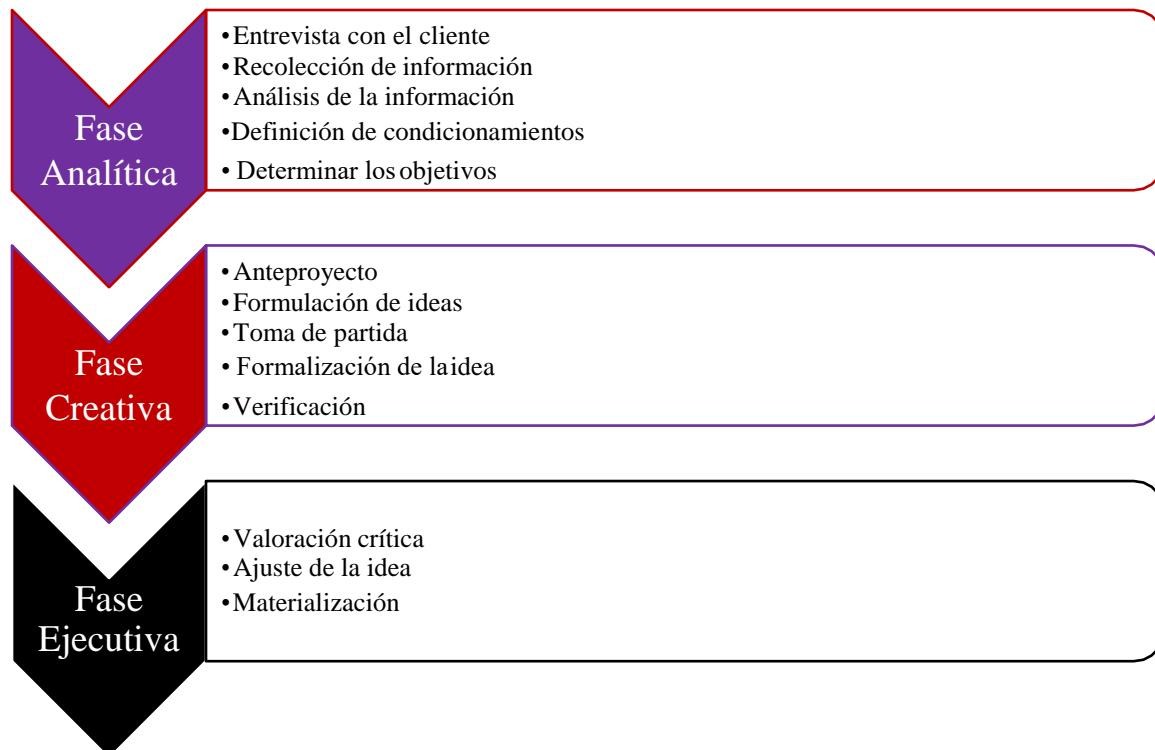 Fase
Analítica
•Entrevista con el cliente
•Recolección de información
•Análisis de la información
•Definición de condicionamientos
• Determinar los objetivos
Fase
Creativa
•Anteproyecto
•Formulación de ideas
•Toma de partida
• Formalización de laidea
•Verificación
Fase
Ejecutiva
•Valoración crítica
•Ajuste de la idea
•Materialización